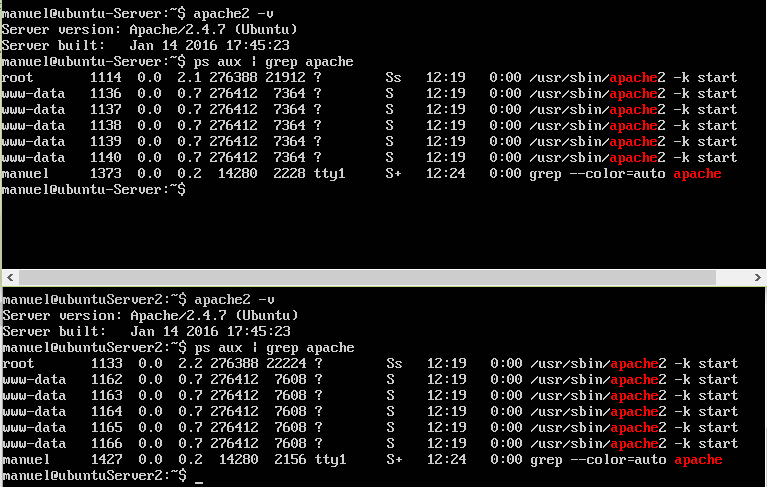 manuel@ubuntu-Server:~$ apache2 -v
Server version: Apache/2.4.7 (Ubuntu)
Server built:   Jan 14 2016 17:45:23
manuel@ubuntu-Server:~$ ps aux | grep apache
root      1114  0.0  2.1 276388 21912 ?        Ss   12:19   0:00 /usr/sbin/apache2 -k start
www-data  1136  0.0  0.7 276412  7364 ?        S    12:19   0:00 /usr/sbin/apache2 -k start
www-data  1137  0.0  0.7 276412  7364 ?        S    12:19   0:00 /usr/sbin/apache2 -k start
www-data  1138  0.0  0.7 276412  7364 ?        S    12:19   0:00 /usr/sbin/apache2 -k start
www-data  1139  0.0  0.7 276412  7364 ?        S    12:19   0:00 /usr/sbin/apache2 -k start
www-data  1140  0.0  0.7 276412  7364 ?        S    12:19   0:00 /usr/sbin/apache2 -k start
manuel    1373  0.0  0.2  14280  2228 tty1     S+   12:24   0:00 grep --color=auto apache
manuel@ubuntu-Server:~$
manuel@ubuntuServer2:~$ apache2 -v
Server version: Apache/2.4.7 (Ubuntu)
Server built:   Jan 14 2016 17:45:23
manuel@ubuntuServer2:~$ ps aux | grep apache
root      1133  0.0  2.2 276388 22224 ?        Ss   12:19   0:00 /usr/sbin/apache2 -k start
www-data  1162  0.0  0.7 276412  7608 ?        S    12:19   0:00 /usr/sbin/apache2 -k start
www-data  1163  0.0  0.7 276412  7608 ?        S    12:19   0:00 /usr/sbin/apache2 -k start
www-data  1164  0.0  0.7 276412  7608 ?        S    12:19   0:00 /usr/sbin/apache2 -k start
www-data  1165  0.0  0.7 276412  7608 ?        S    12:19   0:00 /usr/sbin/apache2 -k start
www-data  1166  0.0  0.7 276412  7608 ?        S    12:19   0:00 /usr/sbin/apache2 -k start
manuel    1427  0.0  0.2  14280  2156 tty1     S+   12:24   0:00 grep --color=auto apache
manuel@ubuntuServer2:~$ _